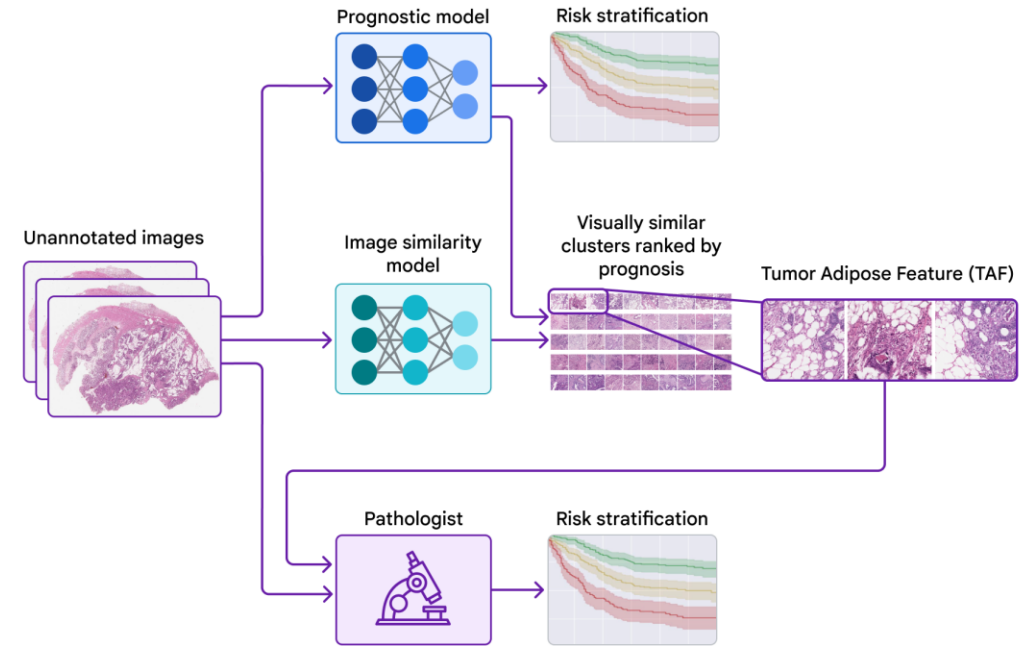 Prognostic model
Risk stratification
Unannotated images
Image similarity
model
Visually similar
clusters ranked by
prognosis
Tumor Adipose Feature (TAF)
Pathologist
Risk stratification